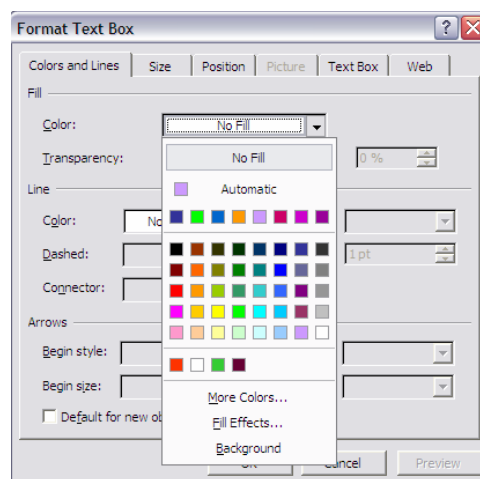 Format Text Box
Colors and Lines Size Position Picture Text Box Web
Fill
Color: No Fill
Transparency: No Fill 0 %
Automatic
Line
Color: No
Dashed: 1 pt
Connector:
Arrows
Begin style:
Begin size:
More Colors...
Default for new ob
Fill Effects...
Background
Cancel Preview